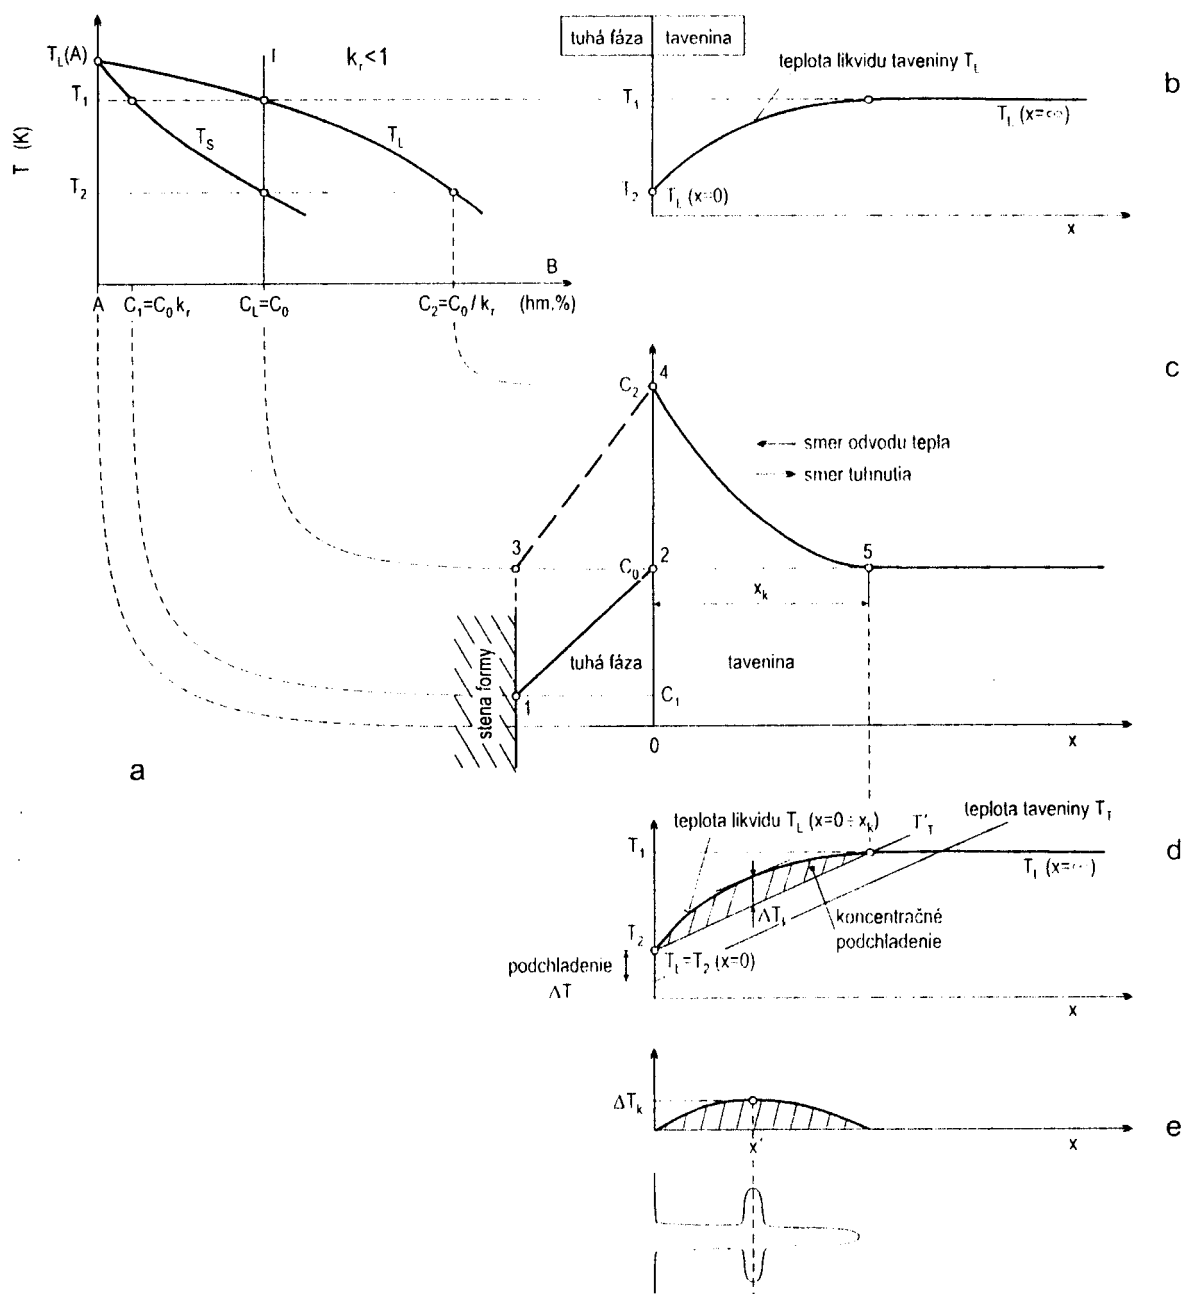 T_L(A)
T_1
T_2
T (K)
I
k_r<1
T_S
T_L
B
A
C_1=C_0 k_r
C_L=C_0
C_2=C_0/k_r
(hm.%)
a
tuhá fáza
tavenina
teplota likvidu taveniny T_L
b
T_1
T_L (x=∞)
T_2
T_L (x=0)
x
c
C_2
4
smer odvodu tepla
smer tuhnutia
3
C_0
2
5
x_k
stena formy
tuhá fáza
tavenina
1
C_1
0
x
teplota likvidu T_L (x=0÷x_k)
teplota taveniny T_T
T'_T
d
T_1
T_L (x=∞)
ΔT_k
koncentračné
podchladenie
T_2
T_L=T_2 (x=0)
podchladenie
ΔT
x
ΔT_k
e
x'
x